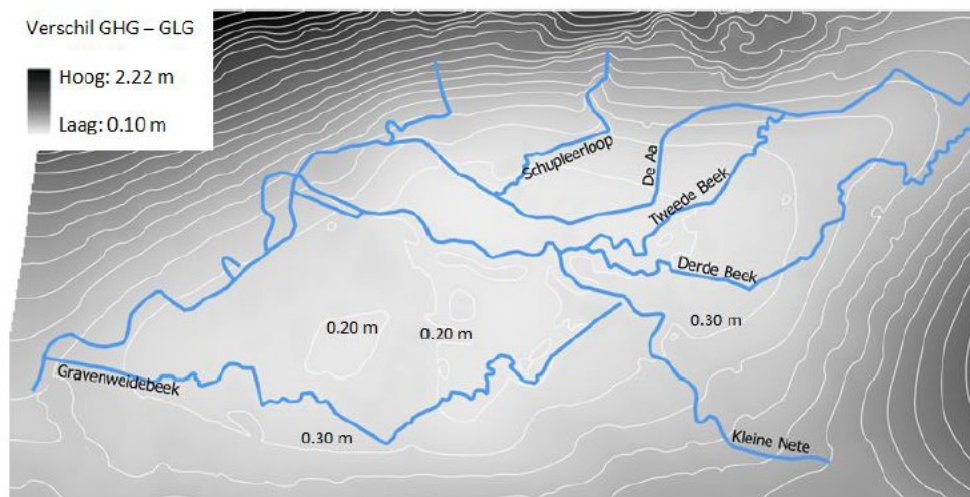 Verschil GHG – GLG
Hoog: 2.22 m
Laag: 0.10 m
Schupleerloop
De Aa
Tweede Beek
Derde Beek
0.30 m
0.20 m
0.20 m
Gravenweidebeek
0.30 m
Kleine Nete